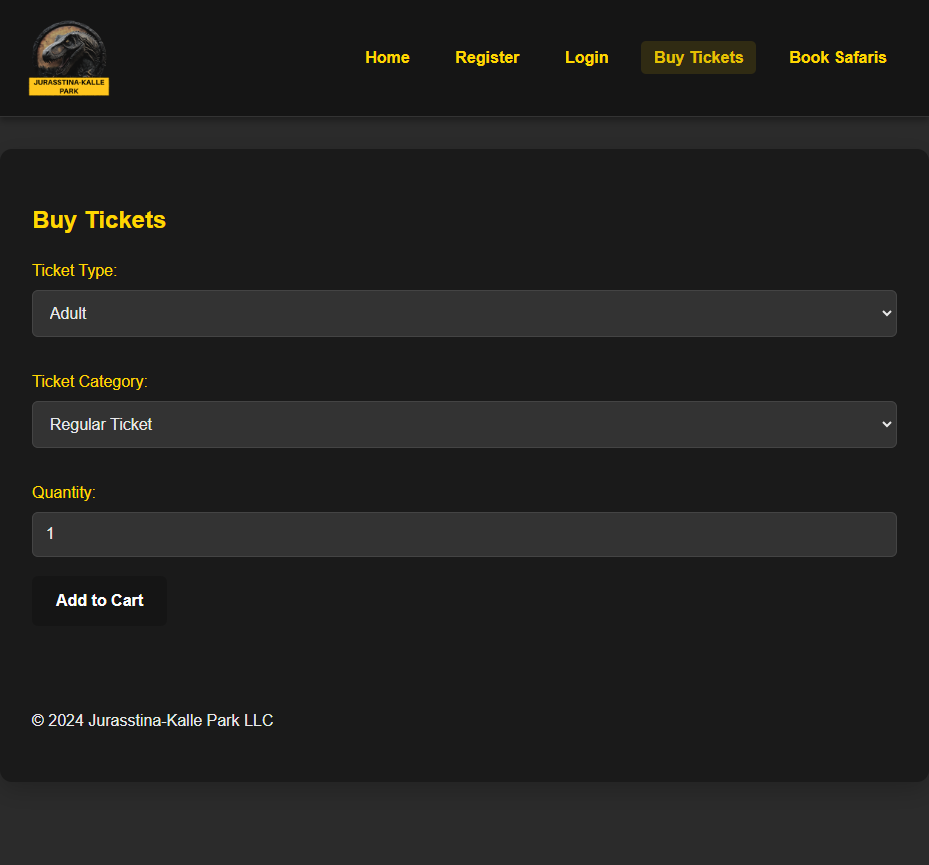 JURASSTINA-KALLE
PARK
Home
Register
Login
Buy Tickets
Book Safaris
Buy Tickets
Ticket Type:
Adult
Ticket Category:
Regular Ticket
Quantity:
1
Add to Cart
© 2024 Jurasstina-Kalle Park LLC